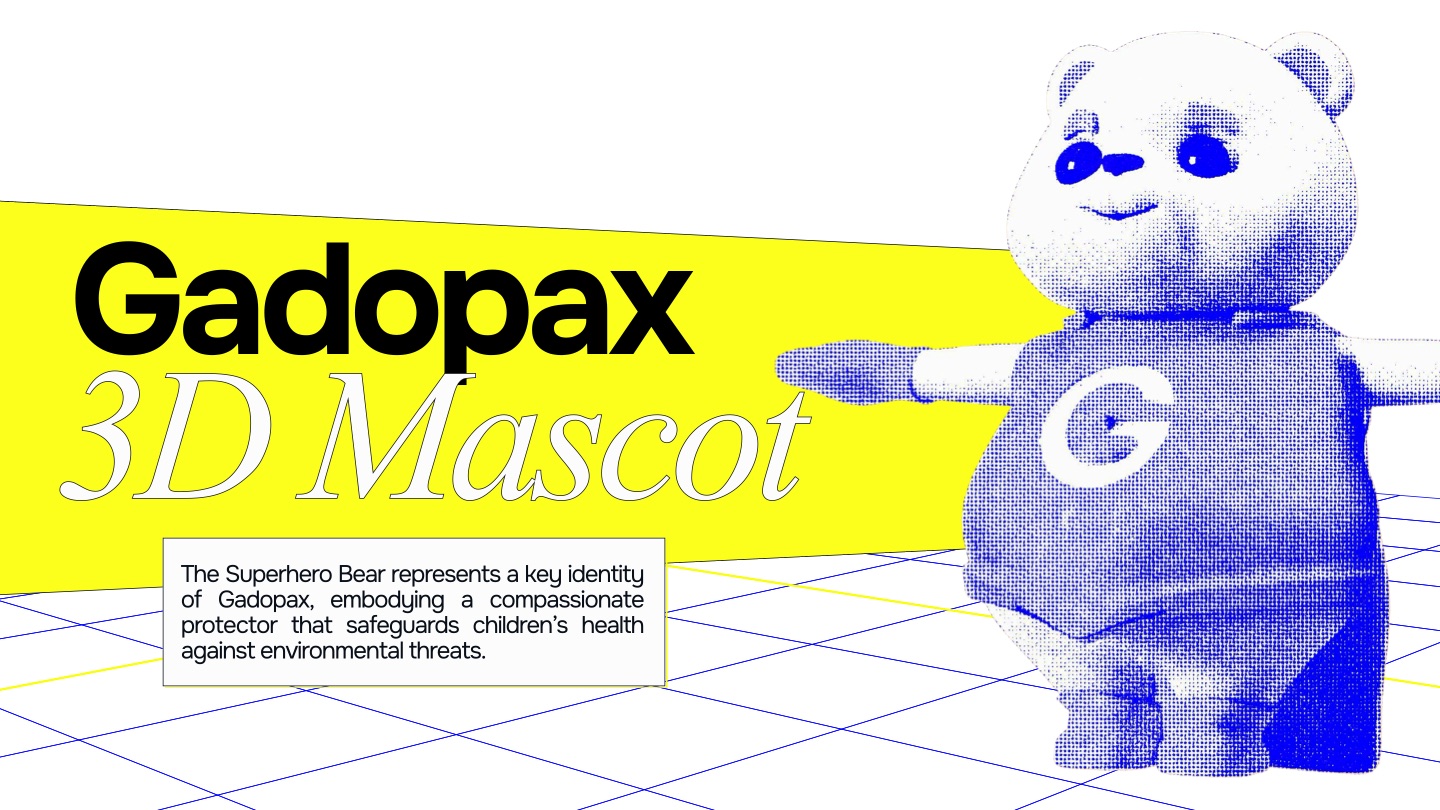 Gadopax
3D Mascot
The Superhero Bear represents a key identity
of Gadopax, embodying a compassionate
protector that safeguards children’s health
against environmental threats.
G